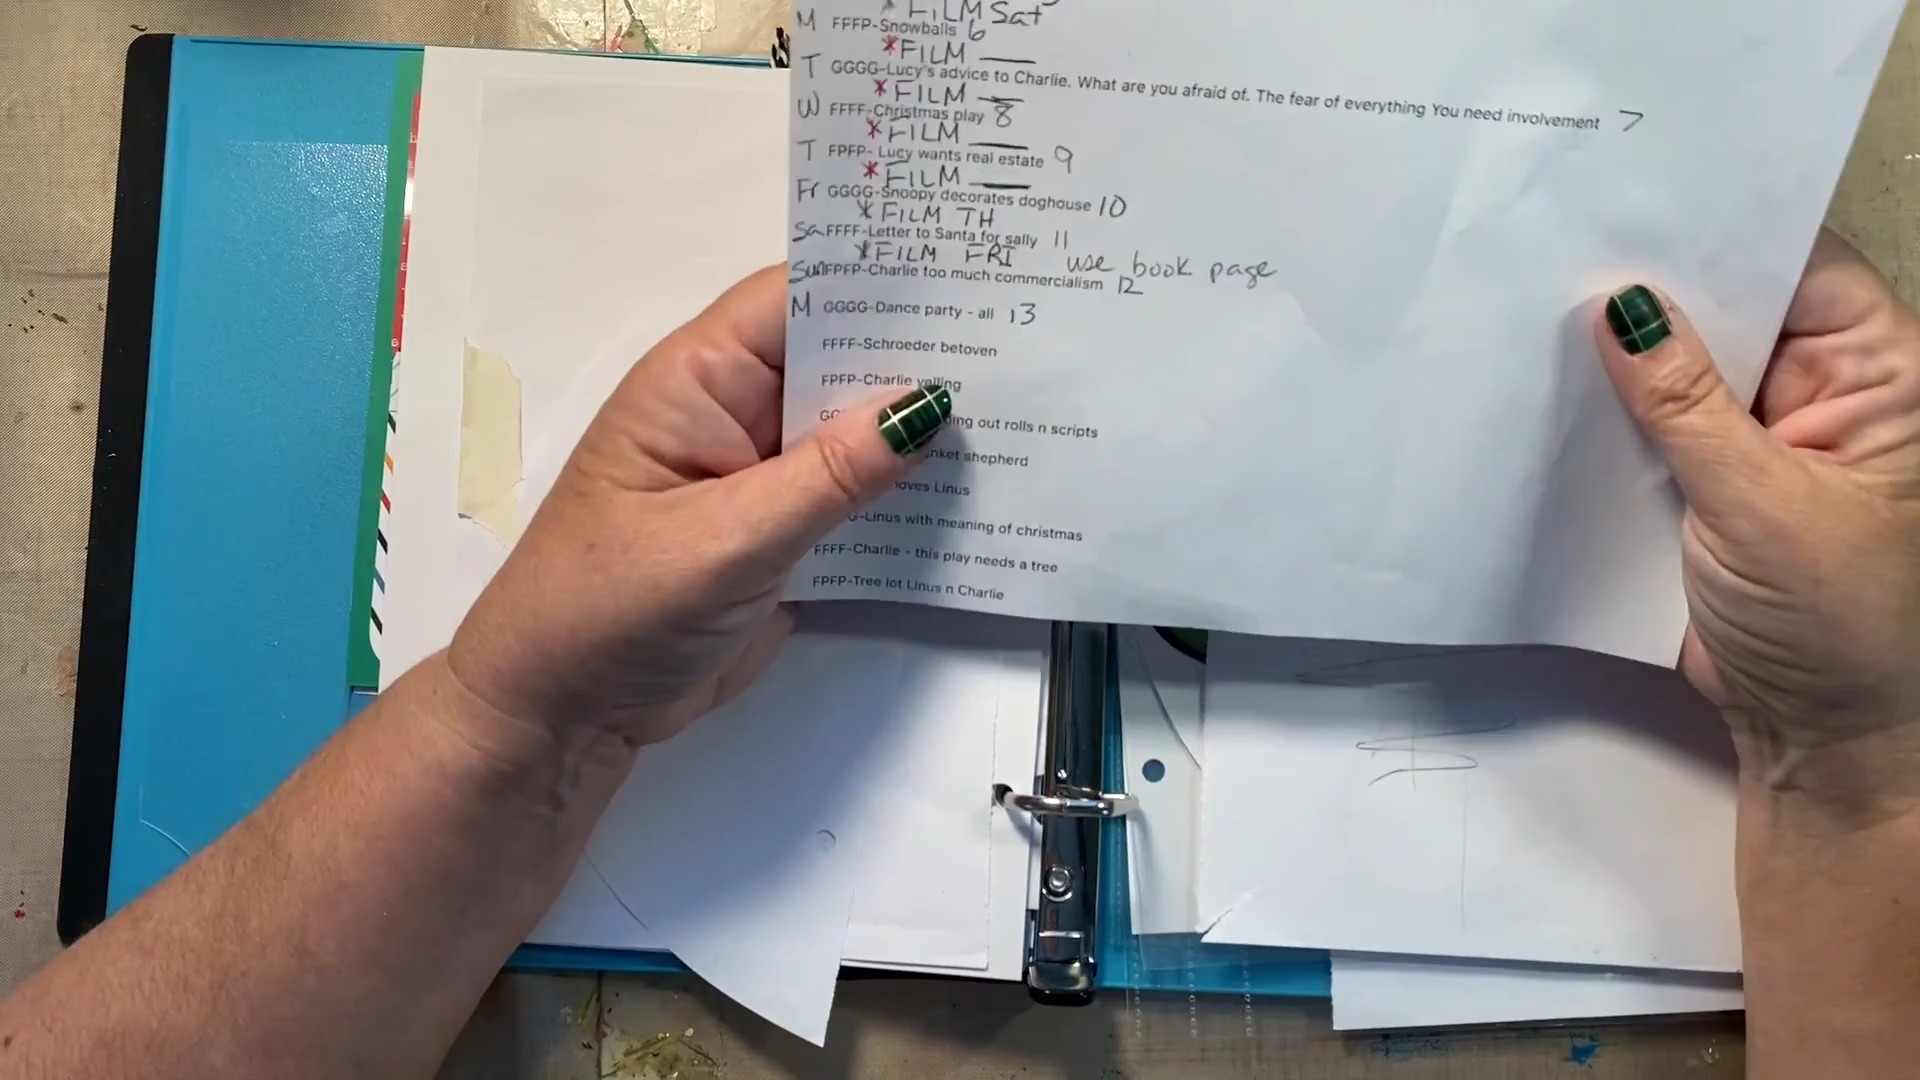 * FILM Sat
M FFFP-Snowballs 6
*FILM
T GGGG-Lucy's advice to Charlie. What are you afraid of. The fear of everything You need involvement 7
*FILM
W FFFF-Christmas play 8
*FILM
T FPFP- Lucy wants real estate 9
*FILM
Fr GGGG-Snoopy decorates doghouse 10
*FILM TH
Sa FFFF-Letter to Santa for sally 11
*FILM FRI use book page
Sun FPFP-Charlie too much commercialism 12
M GGGG-Dance party - all 13
FFFF-Schroeder betoven
FPFP-Charlie yelling
out rolls n scripts
shepherd
Linus
-Linus with meaning of christmas
FFFF-Charlie - this play needs a tree
FPFP-Tree lot Linus n Charlie